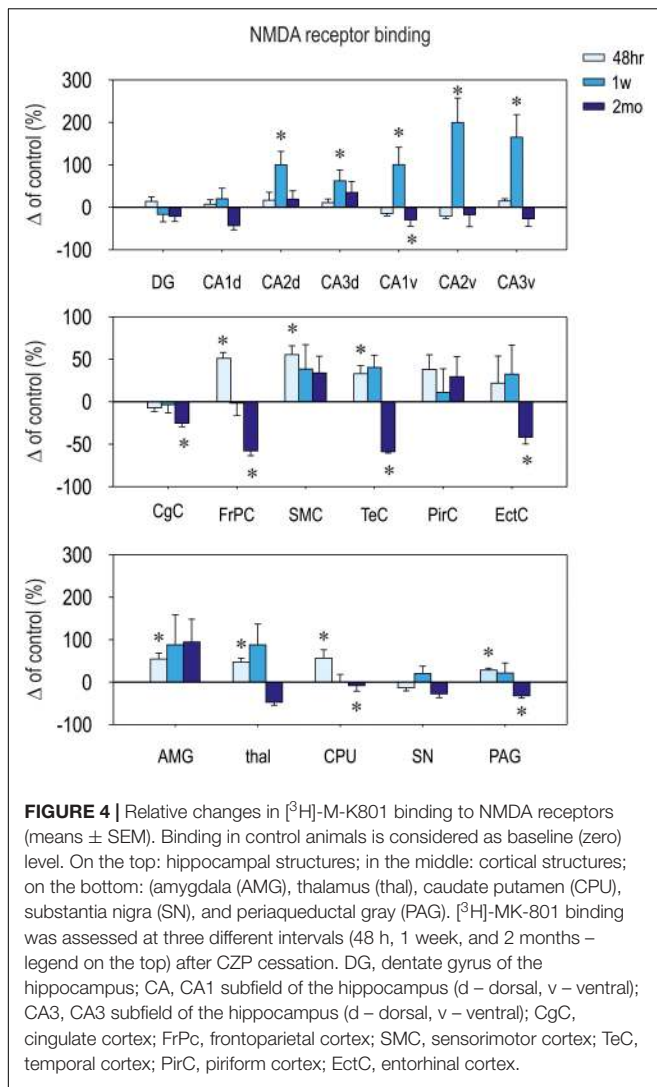 NMDA receptor binding
48hr
1w
2mo
Δ of control (%)
300
200
100
0
-100
* * * * * *
DG CA1d CA2d CA3d CA1v CA2v CA3v
Δ of control (%)
100
50
0
-50
-100
* * * * * * *
CgC FrPC SMC TeC PirC EctC
Δ of control (%)
300
200
100
0
-100
* * * * * *
AMG thal CPU SN PAG
FIGURE 4 | Relative changes in [³H]-M-K801 binding to NMDA receptors
(means ± SEM). Binding in control animals is considered as baseline (zero)
level. On the top: hippocampal structures; in the middle: cortical structures;
on the bottom: (amygdala (AMG), thalamus (thal), caudate putamen (CPU),
substantia nigra (SN), and periaqueductal gray (PAG). [³H]-MK-801 binding
was assessed at three different intervals (48 h, 1 week, and 2 months –
legend on the top) after CZP cessation. DG, dentate gyrus of the
hippocampus; CA, CA1 subfield of the hippocampus (d – dorsal, v – ventral);
CA3, CA3 subfield of the hippocampus (d – dorsal, v – ventral); CgC,
cingulate cortex; FrPc, frontoparietal cortex; SMC, sensorimotor cortex; TeC,
temporal cortex; PirC, piriform cortex; EctC, entorhinal cortex.